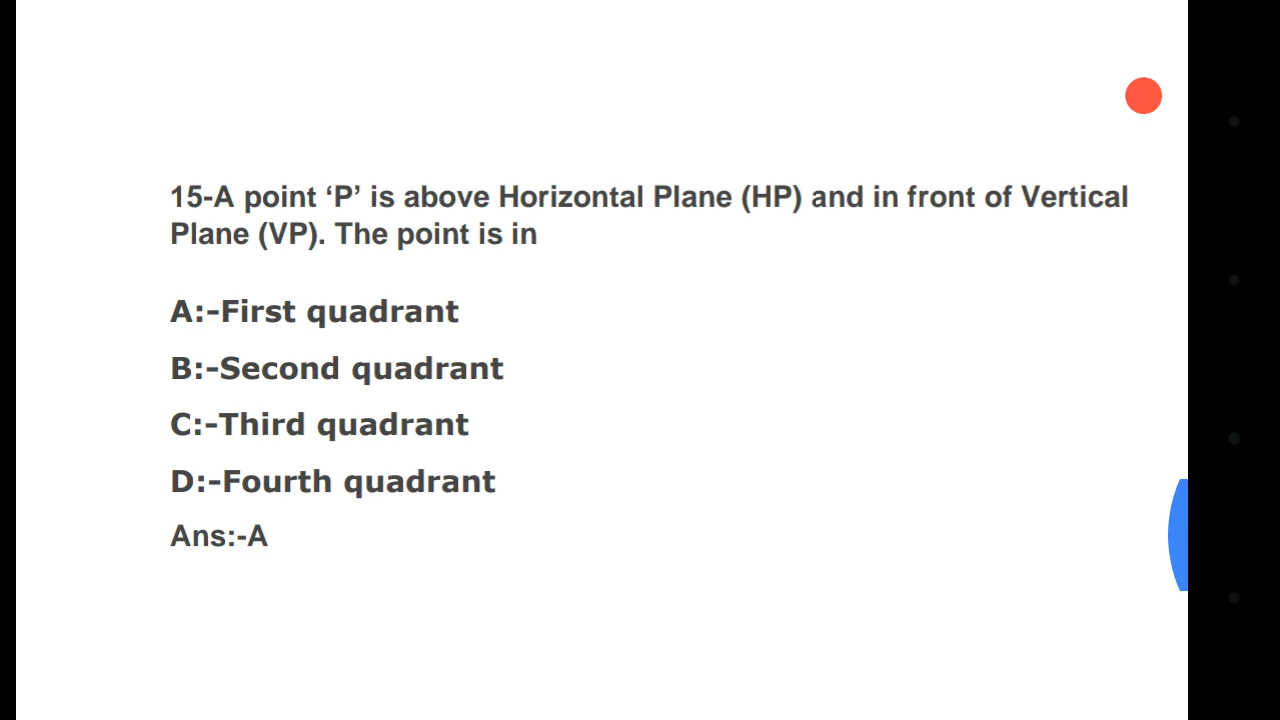 15-A point ‘P’ is above Horizontal Plane (HP) and in front of Vertical
Plane (VP). The point is in
A:-First quadrant
B:-Second quadrant
C:-Third quadrant
D:-Fourth quadrant
Ans:-A